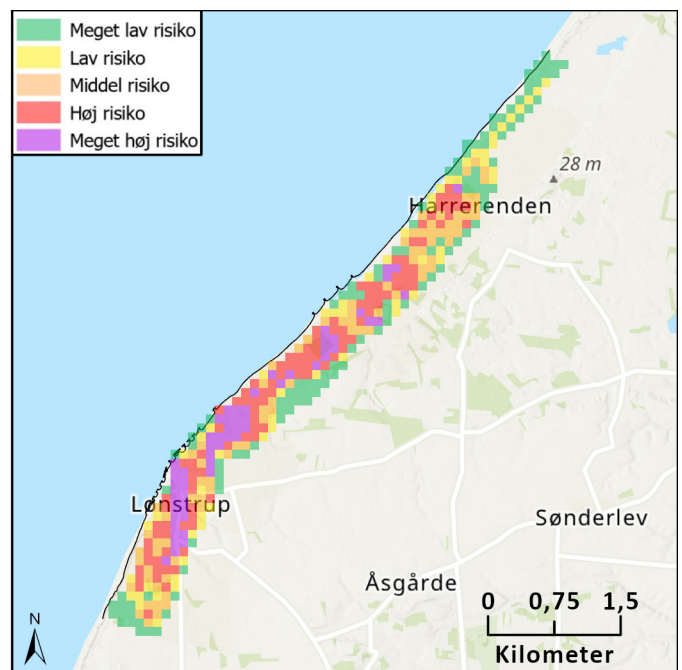 Meget lav risiko
Lav risiko
Middel risiko
Høj risiko
Meget høj risiko
28 m
Harrerenden
Lønstrup
Sønderlev
Åsgårde
0 0,75 1,5
Kilometer
N